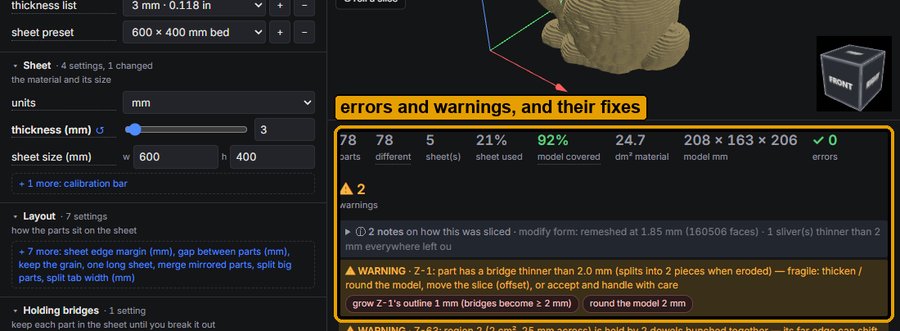 thickness list
3 mm · 0.118 in
+
−
sheet preset
600 × 400 mm bed
+
−
Sheet · 4 settings, 1 changed
the material and its size
units
mm
thickness (mm)
3
sheet size (mm)
w
600
h
400
+ 1 more: calibration bar
Layout · 7 settings
how the parts sit on the sheet
+ 7 more: sheet edge margin (mm), gap between parts (mm),
keep the grain, one long sheet, merge mirrored parts, split big
parts, split tab width (mm)
Holding bridges · 1 setting
keep each part in the sheet until you break it out
FRONT
errors and warnings, and their fixes
78
parts
78
different
5
sheet(s)
21%
sheet used
92%
model covered
24.7
dm² material
208 × 163 × 206
model mm
✓ 0
errors
2
warnings
2 notes on how this was sliced · modify form: remeshed at 1.85 mm (160506 faces) · 1 sliver(s) thinner than 2
mm everywhere left ou
WARNING · Z-1: part has a bridge thinner than 2.0 mm (splits into 2 pieces when eroded) — fragile: thicken /
round the model, move the slice (offset), or accept and handle with care
grow Z-1's outline 1 mm (bridges become ≥ 2 mm)
round the model 2 mm